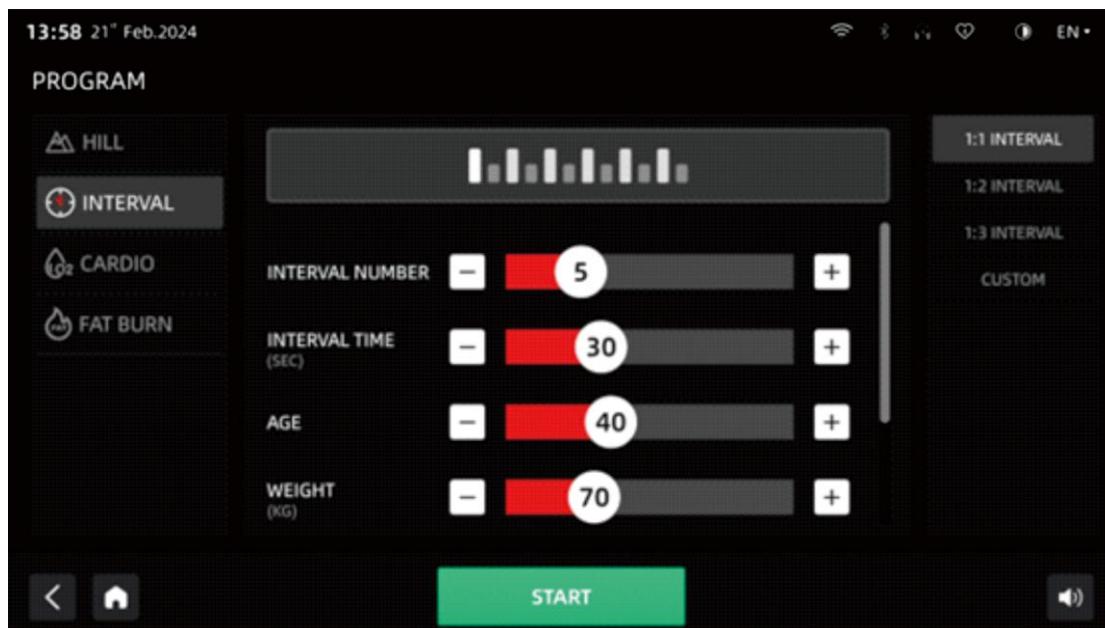 13:58 21st Feb.2024
EN
PROGRAM
HILL
INTERVAL
CARDIO
FAT BURN
INTERVAL NUMBER
5
INTERVAL TIME
(SEC)
30
AGE
40
WEIGHT
(KG)
70
1:1 INTERVAL
1:2 INTERVAL
1:3 INTERVAL
CUSTOM
START